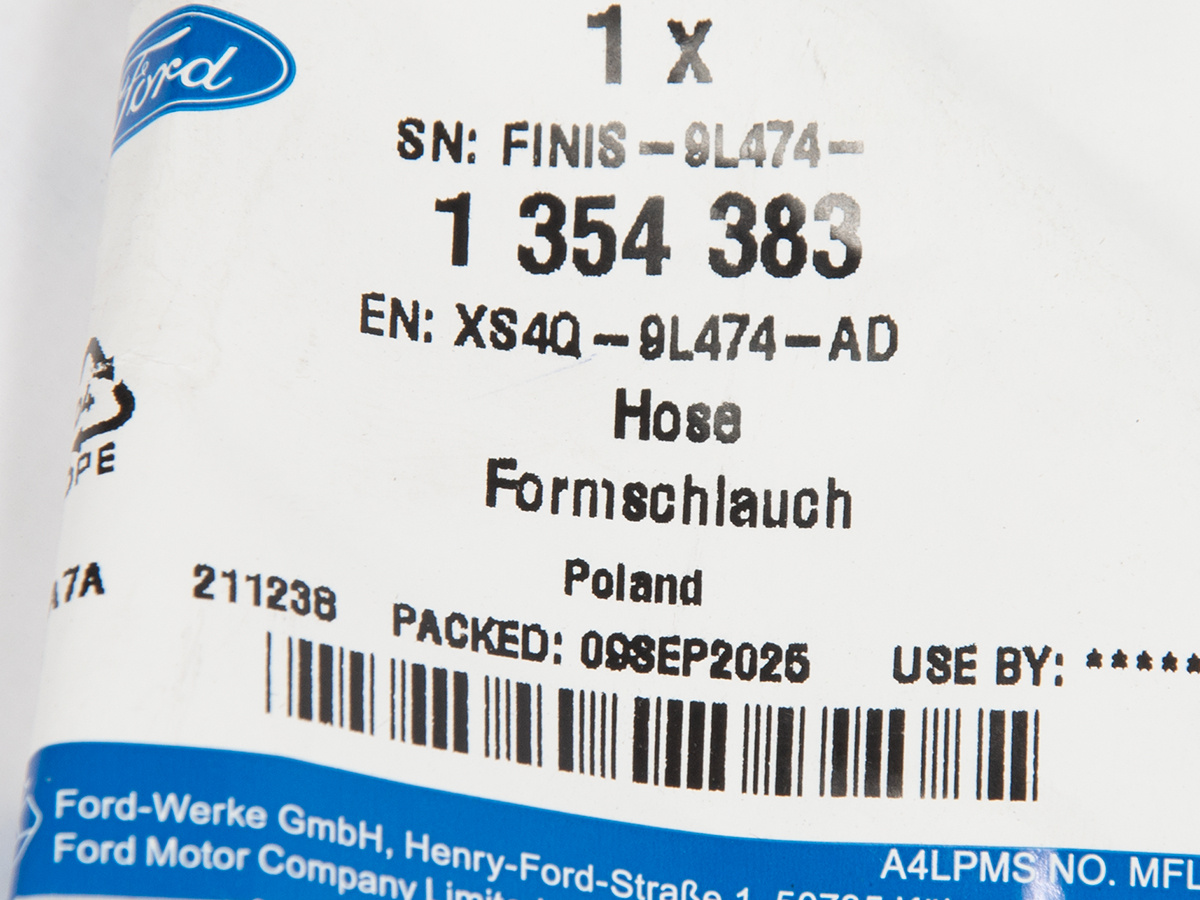 Ford
1 x
SN: FINIS-9L474-
1 354 383
EN: XS4Q-9L474-AD
Hose
Formschlauch
Poland
7A 211238 PACKED: 09SEP2025 USE BY: *****
Ford-Werke GmbH, Henry-Ford-Straße 1,
Ford Motor Company
A4LPMS NO. MFL